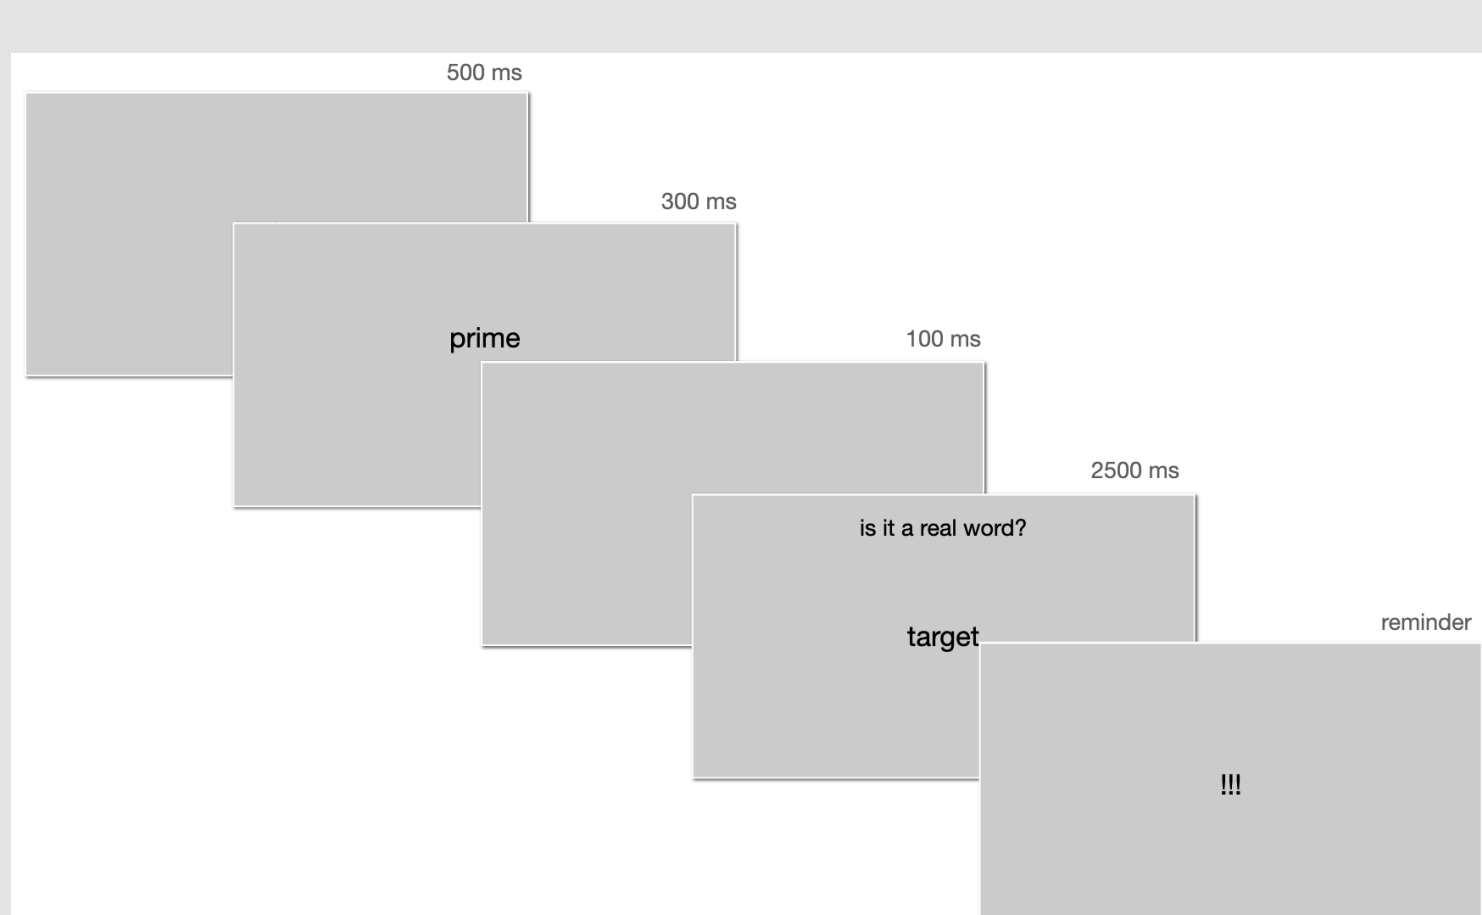 500 ms
300 ms
prime
100 ms
2500 ms
is it a real word?
target
reminder
!!!